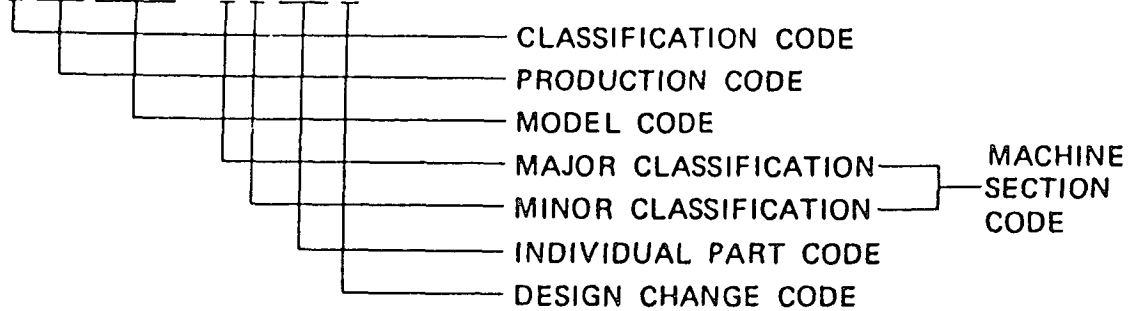 CLASSIFICATION CODE
PRODUCTION CODE
MODEL CODE
MAJOR CLASSIFICATION
MINOR CLASSIFICATION
MACHINE
SECTION
CODE
INDIVIDUAL PART CODE
DESIGN CHANGE CODE